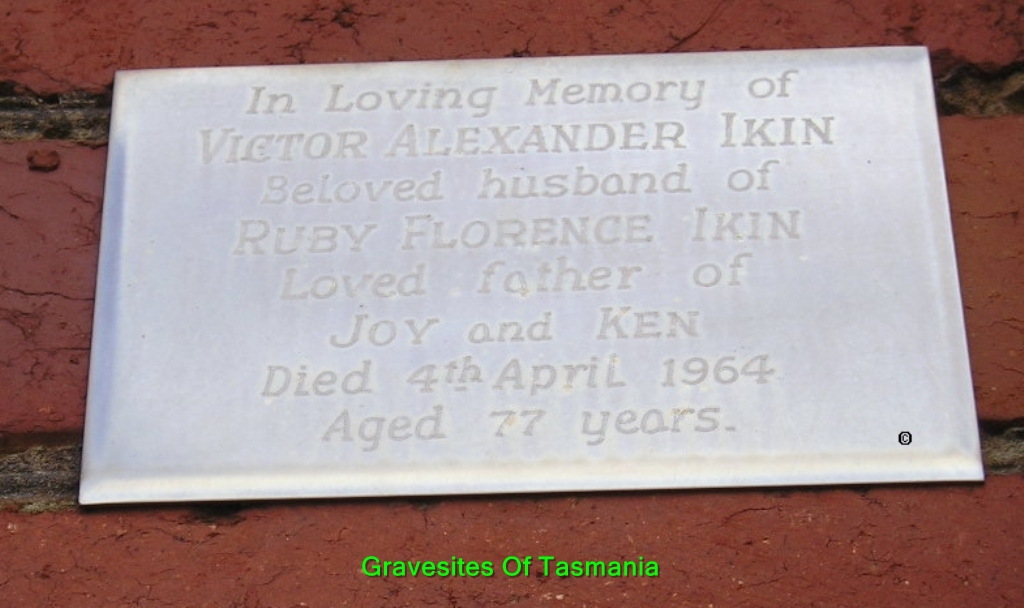 In Loving Memory of
VICTOR ALEXANDER IKIN
Beloved husband of
RUBY FLORENCE IKIN
Loved father of
JOY and KEN
Died 4th April 1964
Aged 77 years.
©
Gravesites Of Tasmania